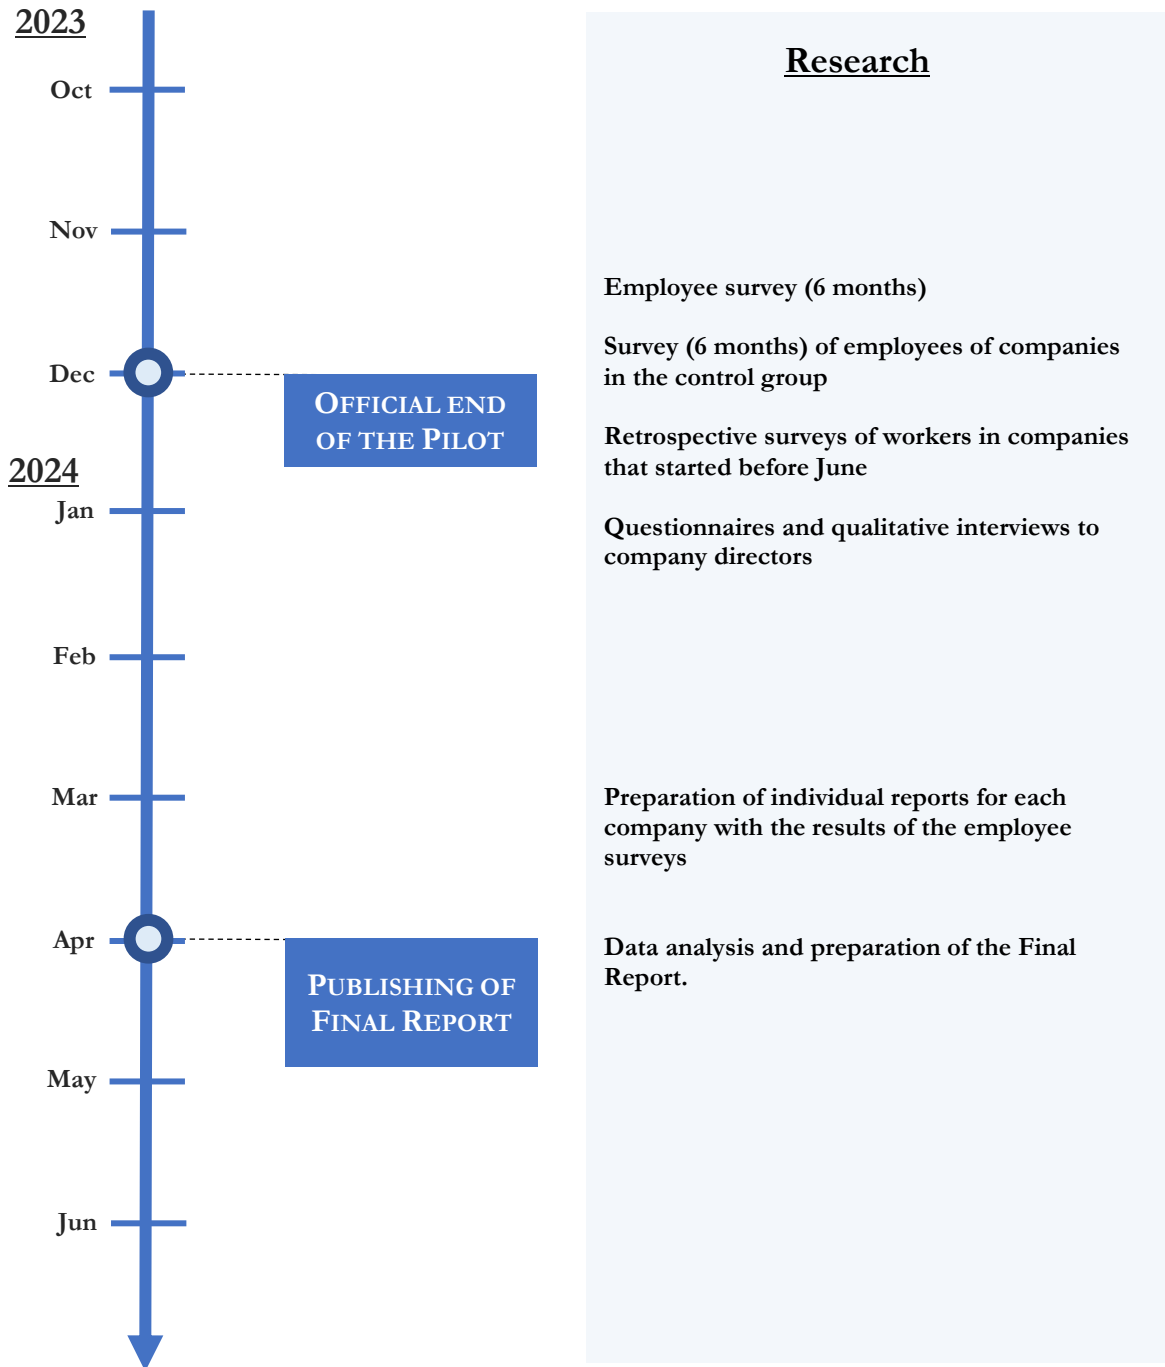 2023
Oct
Nov
Dec
OFFICIAL END
OF THE PILOT
2024
Jan
Feb
Mar
Apr
PUBLISHING OF
FINAL REPORT
May
Jun
Research
Employee survey (6 months)
Survey (6 months) of employees of companies
in the control group
Retrospective surveys of workers in companies
that started before June
Questionnaires and qualitative interviews to
company directors
Preparation of individual reports for each
company with the results of the employee
surveys
Data analysis and preparation of the Final
Report.